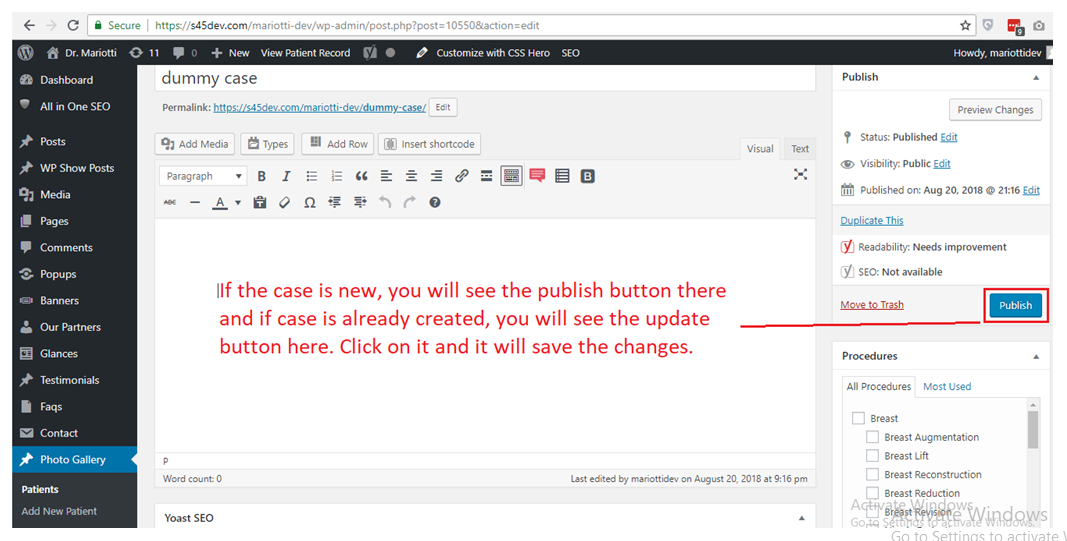 Secure https://s45dev.com/mariotti-dev/wp-admin/post.php?post=10550&action=edit 9
Dr. Mariotti 11 0 New View Patient Record Customize with CSS Hero SEO Howdy, mariottidev
Dashboard
All in One SEO
Posts
WP Show Posts
Media
Pages
Comments
Popups
Banners
Our Partners
Glances
Testimonials
Faqs
Contact
Photo Gallery
Patients
Add New Patient
dummy case
Permalink: https://s45dev.com/mariotti-dev/dummy-case/ Edit
Add Media Types Add Row Insert shortcode Visual Text
Paragraph B I B
ABC A Ω
If the case is new, you will see the publish button there
and if case is already created, you will see the update
button here. Click on it and it will save the changes.
p
Word count: 0 Last edited by mariottidev on August 20, 2018 at 9:16 pm
Yoast SEO
Publish
Preview Changes
Status: Published Edit
Visibility: Public Edit
Published on: Aug 20, 2018 @ 21:16 Edit
Duplicate This
Readability: Needs improvement
SEO: Not available
Move to Trash Publish
Procedures
All Procedures Most Used
Breast
Breast Augmentation
Breast Lift
Breast Reconstruction
Breast Reduction
Breast Revision
Activate Windows
Go to Settings to activate Windows.
Activate Windows
Go to Settings to activate